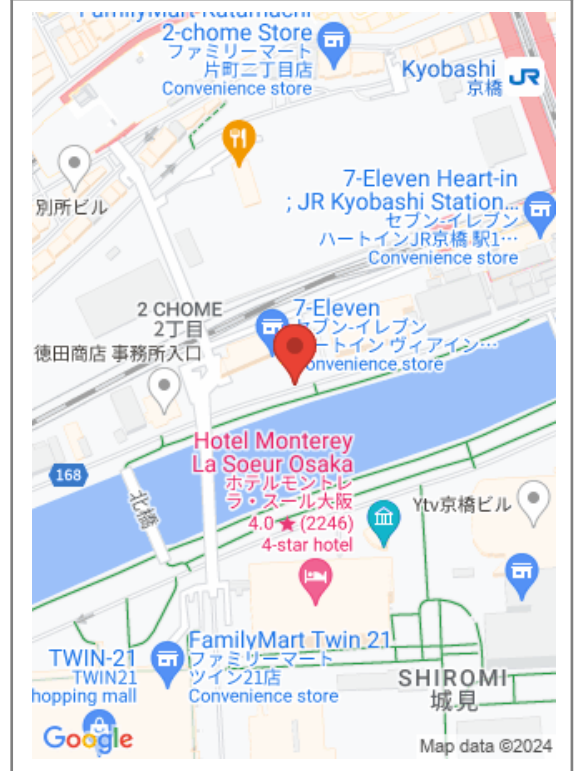 FamilyMart Katamachi
2-chome Store
ファミリーマート
片町二丁目店
Convenience store
Kyobashi
京橋
JR
別所ビル
7-Eleven Heart-in
; JR Kyobashi Station...
セブン-イレブン
ハートインJR京橋 駅1…
Convenience store
2 CHOME
2丁目
7-Eleven
セブン-イレブン
ートイン ヴィアイン…
onvenience store
徳田商店 事務所入口
168
北橋
Hotel Monterey
La Soeur Osaka
ホテルモントレ
ラ・スール大阪
4.0 ★ (2246)
4-star hotel
Ytv京橋ビル
TWIN-21
TWIN21
hopping mall
FamilyMart Twin 21
ファミリーマート
ツイン21店
Convenience store
SHIROMI
城見
Google
Map data ©2024